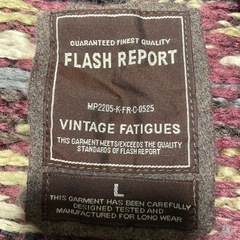 GUARANTEED FINEST QUALITY
FLASH REPORT
MP2205-K-FR-C-0525
VINTAGE FATIGUES
THIS GARMENT MEETS/EXCEEDS THE QUALITY
STANDARDS OF FLASH REPORT
L
THIS GARMENT HAS BEEN CAREFULLY
DESIGNED TESTED AND
MANUFACTURED FOR LONG WEAR